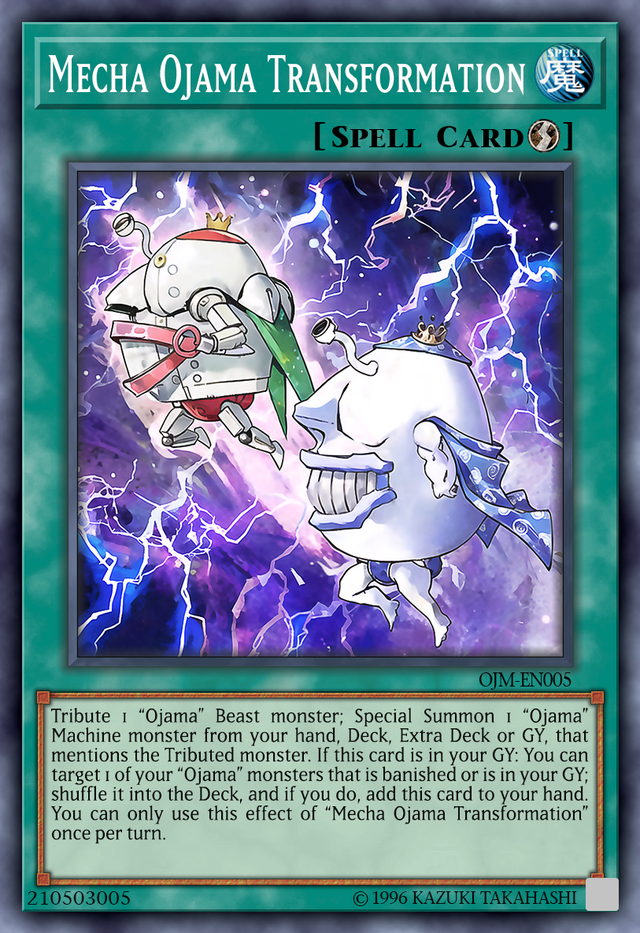 MECHA OJAMA TRANSFORMATION
SPELL
魔
[SPELL CARD]
OJM-EN005
Tribute 1 “Ojama” Beast monster; Special Summon 1 “Ojama”
Machine monster from your hand, Deck, Extra Deck or GY, that
mentions the Tributed monster. If this card is in your GY: You can
target 1 of your “Ojama” monsters that is banished or is in your GY;
shuffle it into the Deck, and if you do, add this card to your hand.
You can only use this effect of “Mecha Ojama Transformation”
once per turn.
210503005
© 1996 KAZUKI TAKAHASHI